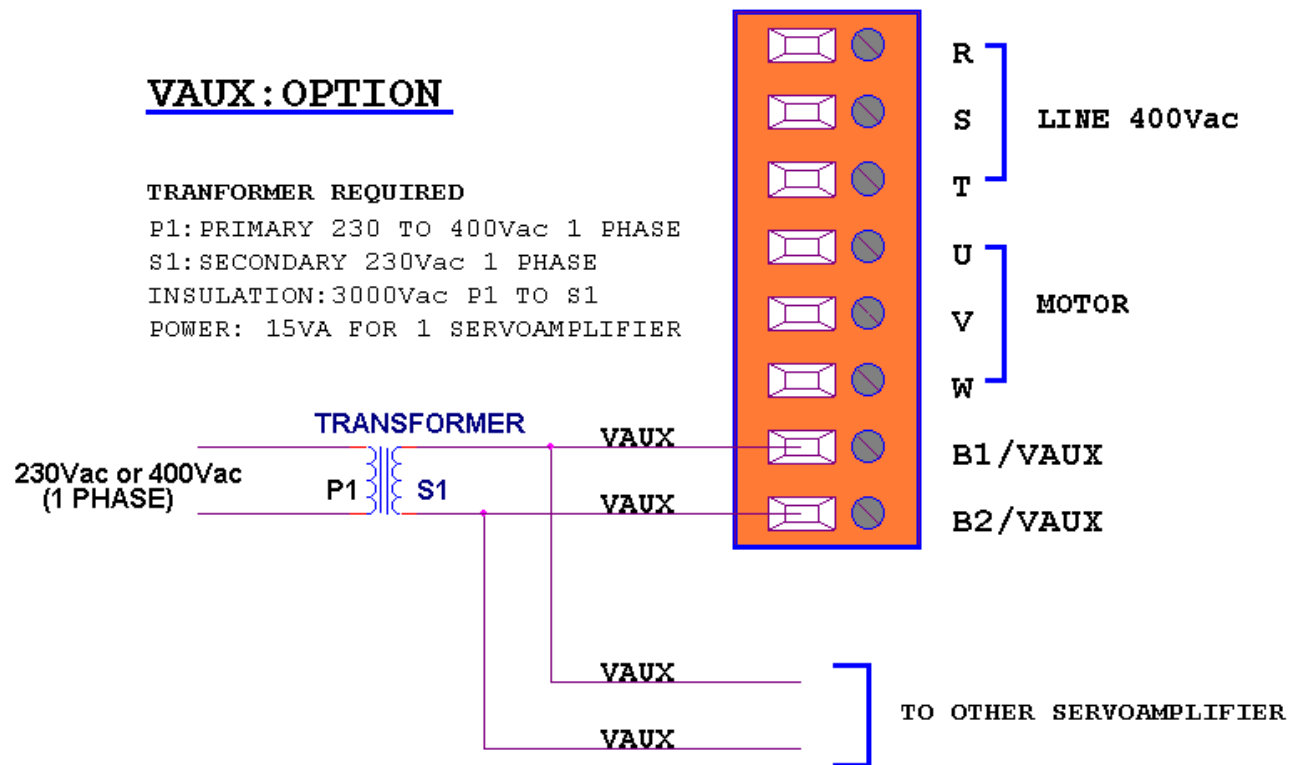 VAUX:OPTION
TRANFORMER REQUIRED
P1:PRIMARY 230 TO 400Vac 1 PHASE
S1:SECONDARY 230Vac 1 PHASE
INSULATION:3000Vac P1 TO S1
POWER: 15VA FOR 1 SERVOAMPLIFIER
R
S
T
LINE 400Vac
U
V
W
MOTOR
TRANSFORMER
230Vac or 400Vac
(1 PHASE)
P1
S1
VAUX
B1/VAUX
VAUX
B2/VAUX
VAUX
VAUX
TO OTHER SERVOAMPLIFIER